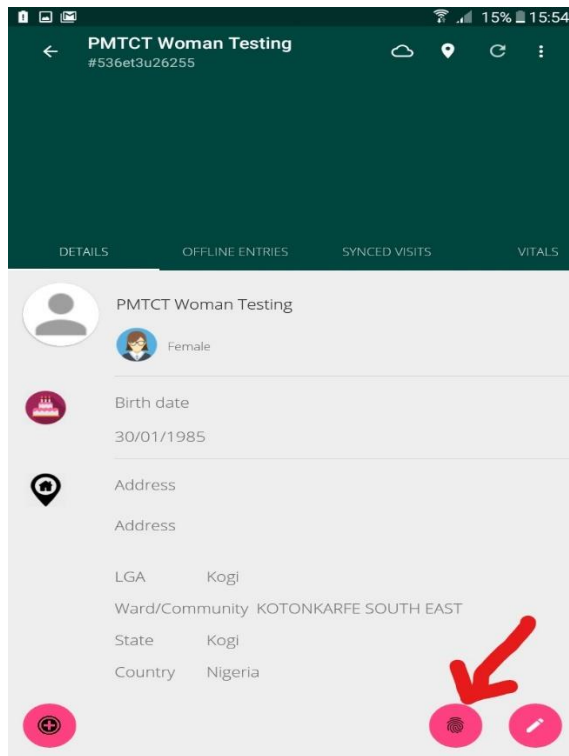 15% 15:54
PMTCT Woman Testing
#536et3u26255
DETAILS OFFLINE ENTRIES SYNCED VISITS VITALS
PMTCT Woman Testing
Female
Birth date
30/01/1985
Address
Address
LGA Kogi
Ward/Community KOTONKARFE SOUTH EAST
State Kogi
Country Nigeria